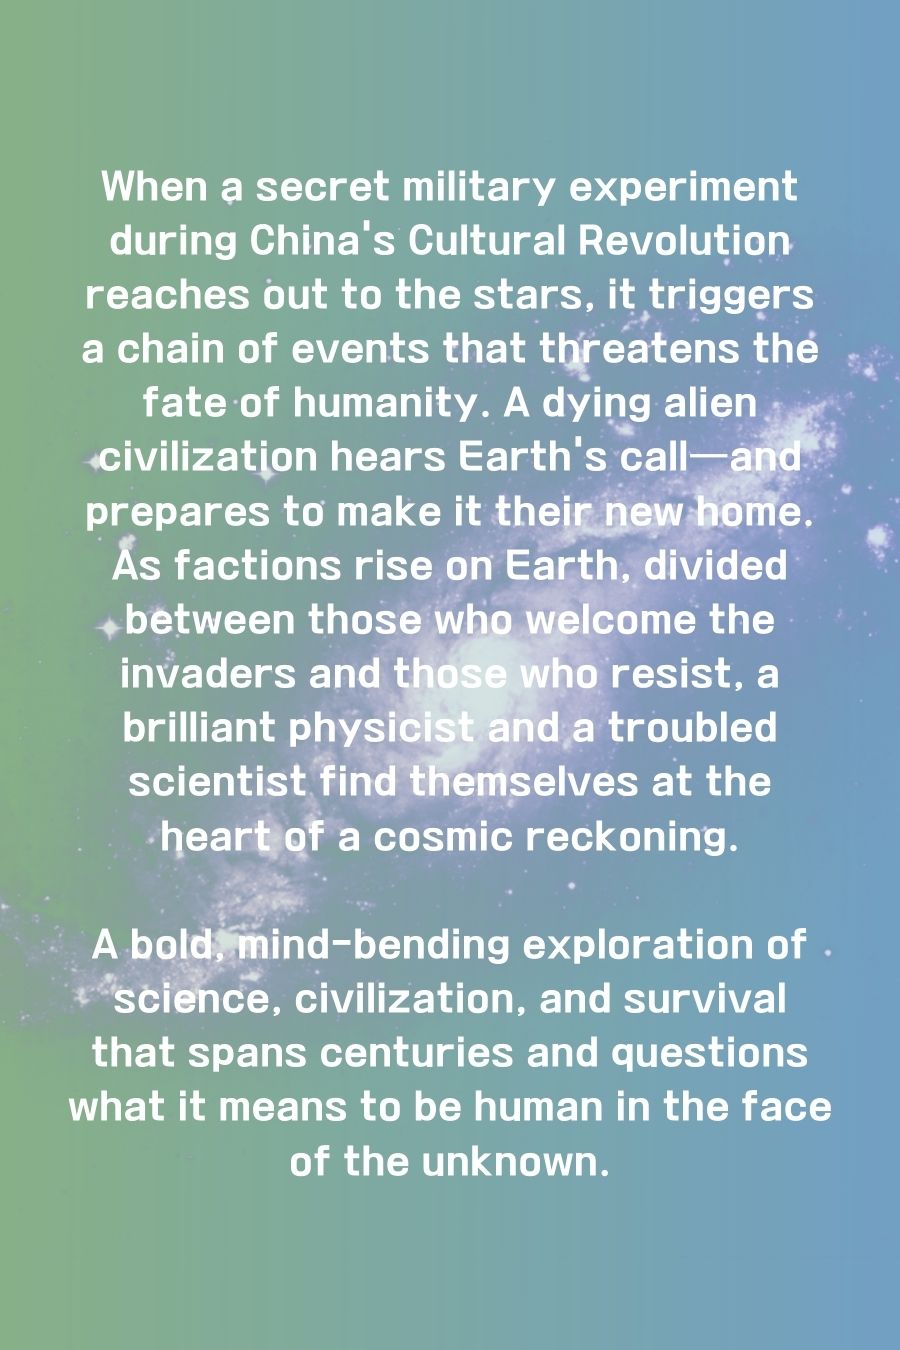 When a secret military experiment
during China's Cultural Revolution
reaches out to the stars, it triggers
a chain of events that threatens the
fate of humanity. A dying alien
civilization hears Earth's call—and
prepares to make it their new home.
As factions rise on Earth, divided
between those who welcome the
invaders and those who resist, a
brilliant physicist and a troubled
scientist find themselves at the
heart of a cosmic reckoning.
A bold, mind-bending exploration of
science, civilization, and survival
that spans centuries and questions
what it means to be human in the face
of the unknown.